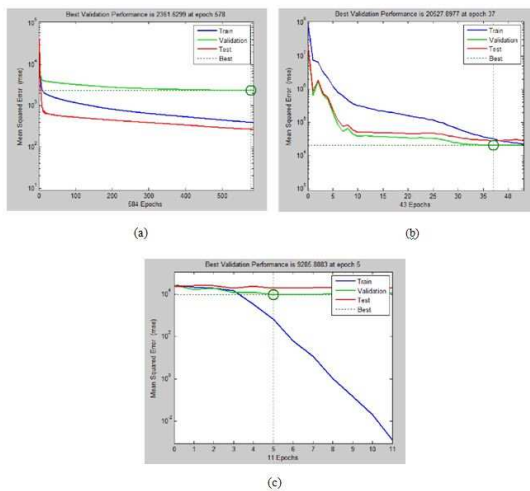 Best Validation Performance is 2361.6299 at epoch 578
Mean Squared Error (mse)
Train
Validation
Test
Best
0 100 200 300 400 500
584 Epochs
(a)
Best Validation Performance is 20527.8977 at epoch 37
Mean Squared Error (mse)
Train
Validation
Test
Best
0 5 10 15 20 25 30 35 40
43 Epochs
(b)
Best Validation Performance is 9285.8883 at epoch 5
Mean Squared Error (mse)
Train
Validation
Test
Best
0 1 2 3 4 5 6 7 8 9 10 11
11 Epochs
(c)